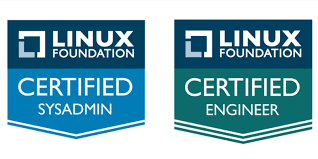 LINUX
FOUNDATION
CERTIFIED
SYSADMIN
LINUX
FOUNDATION
CERTIFIED
ENGINEER